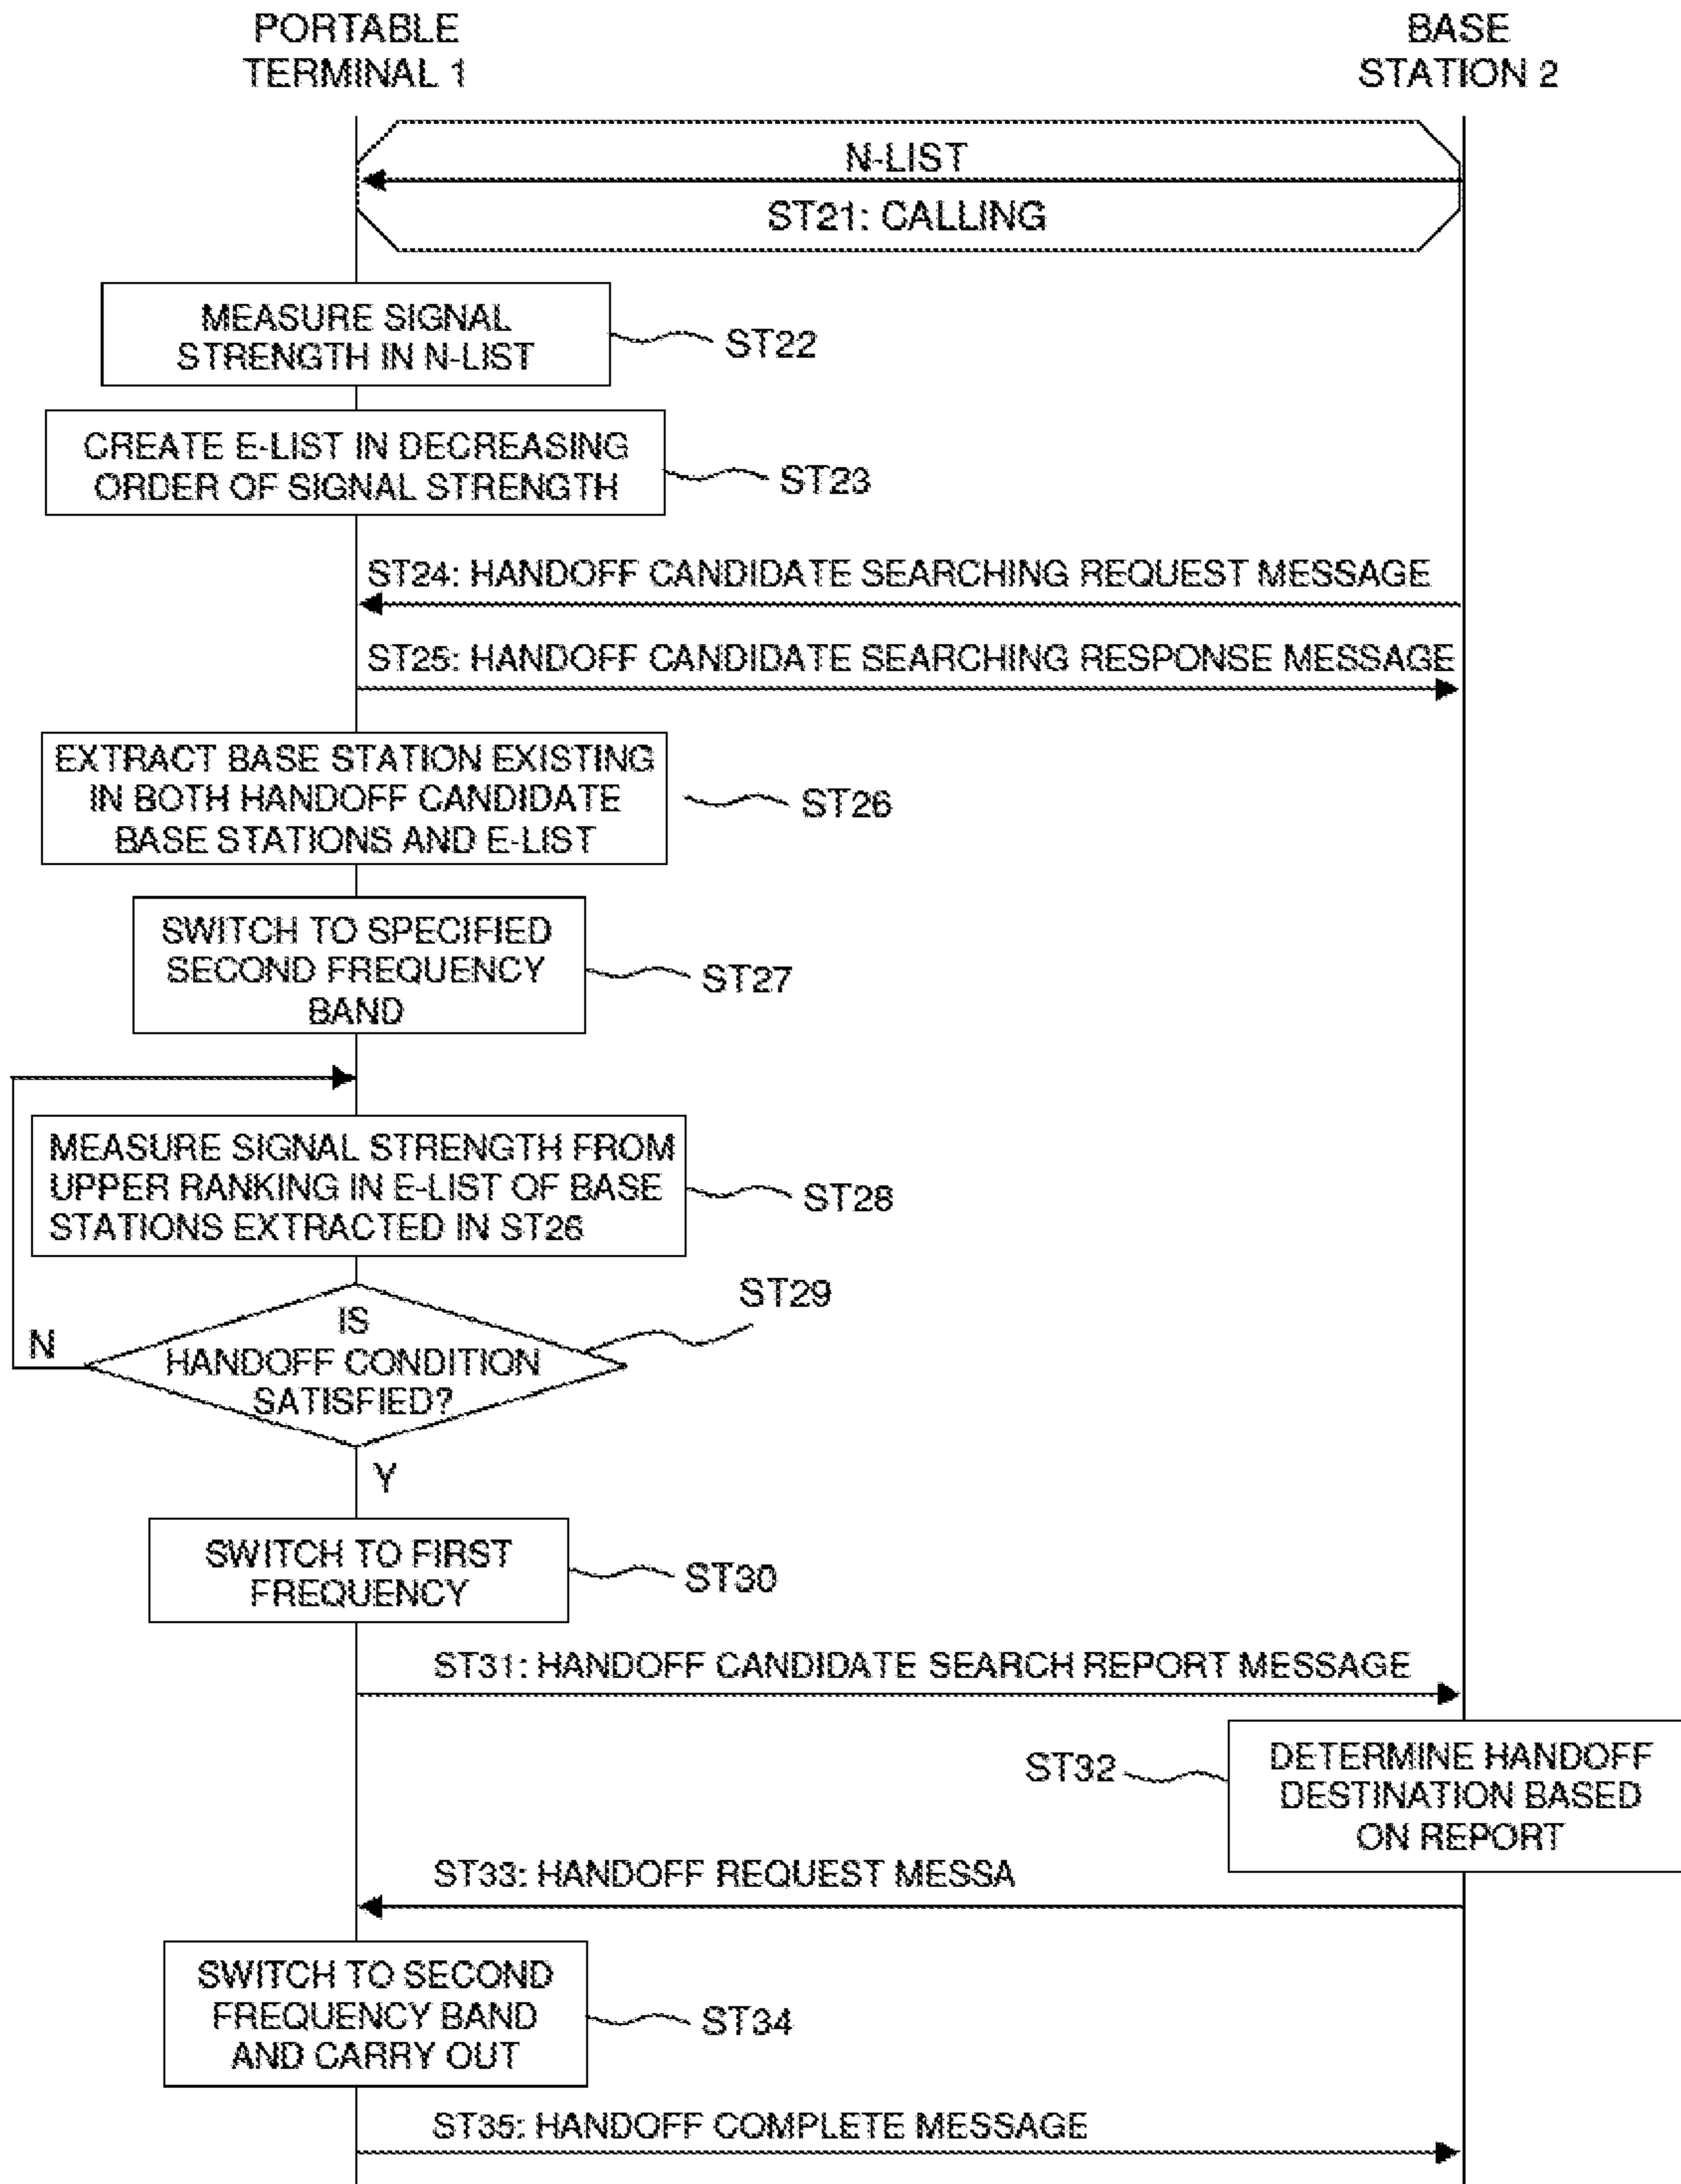 PORTABLE
TERMINAL 1
BASE
STATION 2
N-LIST
ST21: CALLING
MEASURE SIGNAL
STRENGTH IN N-LIST
ST22
CREATE E-LIST IN DECREASING
ORDER OF SIGNAL STRENGTH
ST23
ST24: HANDOFF CANDIDATE SEARCHING REQUEST MESSAGE
ST25: HANDOFF CANDIDATE SEARCHING RESPONSE MESSAGE
EXTRACT BASE STATION EXISTING
IN BOTH HANDOFF CANDIDATE
BASE STATIONS AND E-LIST
ST26
SWITCH TO SPECIFIED
SECOND FREQUENCY
BAND
ST27
MEASURE SIGNAL STRENGTH FROM
UPPER RANKING IN E-LIST OF BASE
STATIONS EXTRACTED IN ST26
ST28
ST29
IS
HANDOFF CONDITION
SATISFIED?
N
Y
SWITCH TO FIRST
FREQUENCY
ST30
ST31: HANDOFF CANDIDATE SEARCH REPORT MESSAGE
ST32
DETERMINE HANDOFF
DESTINATION BASED
ON REPORT
ST33: HANDOFF REQUEST MESSA
SWITCH TO SECOND
FREQUENCY BAND
AND CARRY OUT
ST34
ST35: HANDOFF COMPLETE MESSAGE